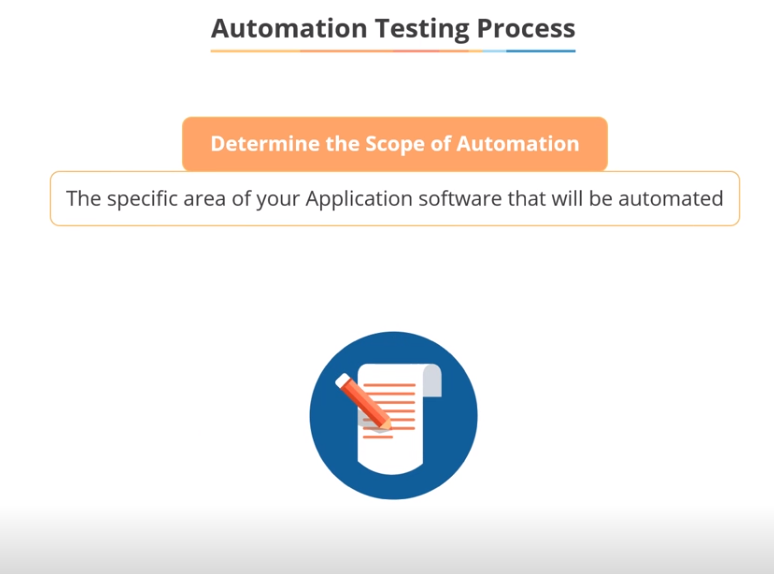 Automation Testing Process
Determine the Scope of Automation
The specific area of your Application software that will be automated